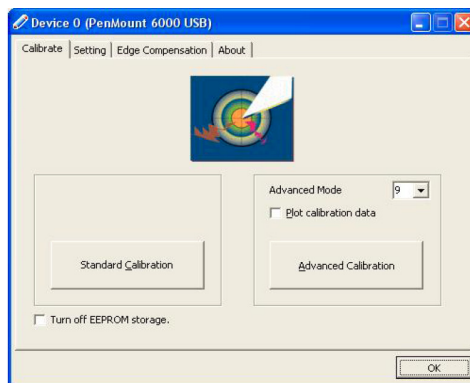 Device 0 (PenMount 6000 USB)
Calibrate Setting Edge Compensation About
Advanced Mode 9
Plot calibration data
Standard Calibration
Advanced Calibration
Turn off EEPROM storage.
OK